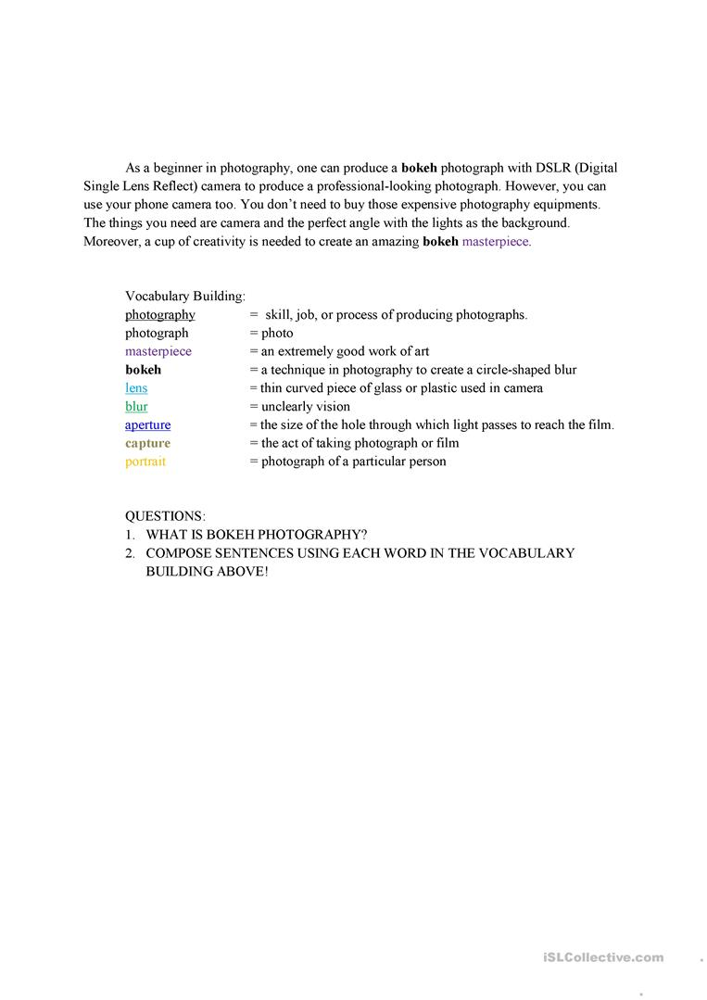 As a beginner in photography, one can produce a bokeh photograph with DSLR (Digital
Single Lens Reflect) camera to produce a professional-looking photograph. However, you can
use your phone camera too. You don’t need to buy those expensive photography equipments.
The things you need are camera and the perfect angle with the lights as the background.
Moreover, a cup of creativity is needed to create an amazing bokeh masterpiece.
Vocabulary Building:
photography = skill, job, or process of producing photographs.
photograph = photo
masterpiece = an extremely good work of art
bokeh = a technique in photography to create a circle-shaped blur
lens = thin curved piece of glass or plastic used in camera
blur = unclearly vision
aperture = the size of the hole through which light passes to reach the film.
capture = the act of taking photograph or film
portrait = photograph of a particular person
QUESTIONS:
1. WHAT IS BOKEH PHOTOGRAPHY?
2. COMPOSE SENTENCES USING EACH WORD IN THE VOCABULARY
BUILDING ABOVE!
iSLCollective.com